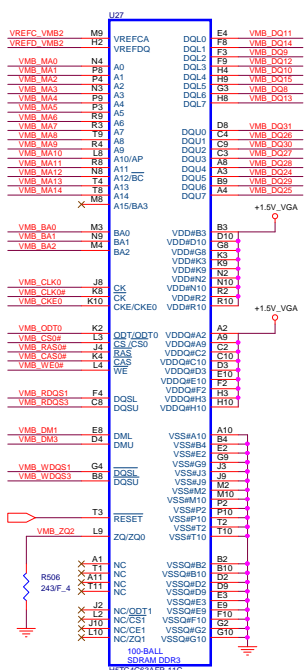 U27
VREFC_VMB2 M9 VREFCA DQL0 E4 VMB_DQ11
VREFD_VMB2 H2 VREFDQ DQL1 F8 VMB_DQ14
DQL2 F3 VMB_DQ9
VMB_MA0 N4 A0 DQL3 F9 VMB_DQ12
VMB_MA1 P8 A1 DQL4 H4 VMB_DQ10
VMB_MA2 P4 A2 DQL5 H9 VMB_DQ15
VMB_MA3 N3 A3 DQL6 G3 VMB_DQ8
VMB_MA4 P9 A4 DQL7 H8 VMB_DQ13
VMB_MA5 P3 A5
VMB_MA6 R9 A6
VMB_MA7 R3 A7 DQU0 D8 VMB_DQ31
VMB_MA8 T9 A8 DQU1 C4 VMB_DQ26
VMB_MA9 R4 A9 DQU2 C9 VMB_DQ30
VMB_MA10 L8 A10/AP DQU3 C3 VMB_DQ27
VMB_MA11 R8 A11 DQU4 A8 VMB_DQ28
VMB_MA12 N8 A12/BC DQU5 A3 VMB_DQ24
VMB_MA13 T4 A13 DQU6 B9 VMB_DQ29
VMB_MA14 T8 A14 DQU7 A4 VMB_DQ25
M8 A15/BA3
+1.5V_VGA
VMB_BA0 M3 BA0 VDD#B3 B3
VMB_BA1 N9 BA1 VDD#D10 D10
VMB_BA2 M4 BA2 VDD#G8 G8
VDD#K3 K3
VDD#K9 K9
VDD#N2 N2
VMB_CLK0 J8 CK VDD#N10 N10
VMB_CLK0# K8 CK VDD#R2 R2
VMB_CKE0 K10 CKE/CKE0 VDD#R10 R10
+1.5V_VGA
VMB_ODT0 K2 ODT/ODT0 VDDQ#A2 A2
VMB_CS0# L3 CS /CS0 VDDQ#A9 A9
VMB_RAS0# J4 RAS VDDQ#C2 C2
VMB_CAS0# K4 CAS VDDQ#C10 C10
VMB_WE0# L4 WE VDDQ#D3 D3
VDDQ#E10 E10
VDDQ#F2 F2
VMB_RDQS1 F4 DQSL VDDQ#H3 H3
VMB_RDQS3 C8 DQSU VDDQ#H10 H10
VMB_DM1 E8 DML VSS#A10 A10
VMB_DM3 D4 DMU VSS#B4 B4
VSS#E2 E2
VSS#G9 G9
VMB_WDQS1 G4 DQSL VSS#J3 J3
VMB_WDQS3 B8 DQSU VSS#J9 J9
VSS#M2 M2
VSS#M10 M10
VSS#P2 P2
T3 RESET VSS#P10 P10
VSS#T2 T2
VMB_ZQ2 L9 ZQ/ZQ0 VSS#T10 T10
A1 NC VSSQ#B2 B2
T1 NC VSSQ#B10 B10
A11 NC VSSQ#D2 D2
T11 NC VSSQ#D9 D9
R506 VSSQ#E3 E3
243/F_4 VSSQ#E9 E9
J2 NC/ODT1 VSSQ#F10 F10
L2 NC/CS1 VSSQ#G2 G2
J10 NC/CE1 VSSQ#G10 G10
L10 NC/ZQ1
100-BALL
SDRAM DDR3